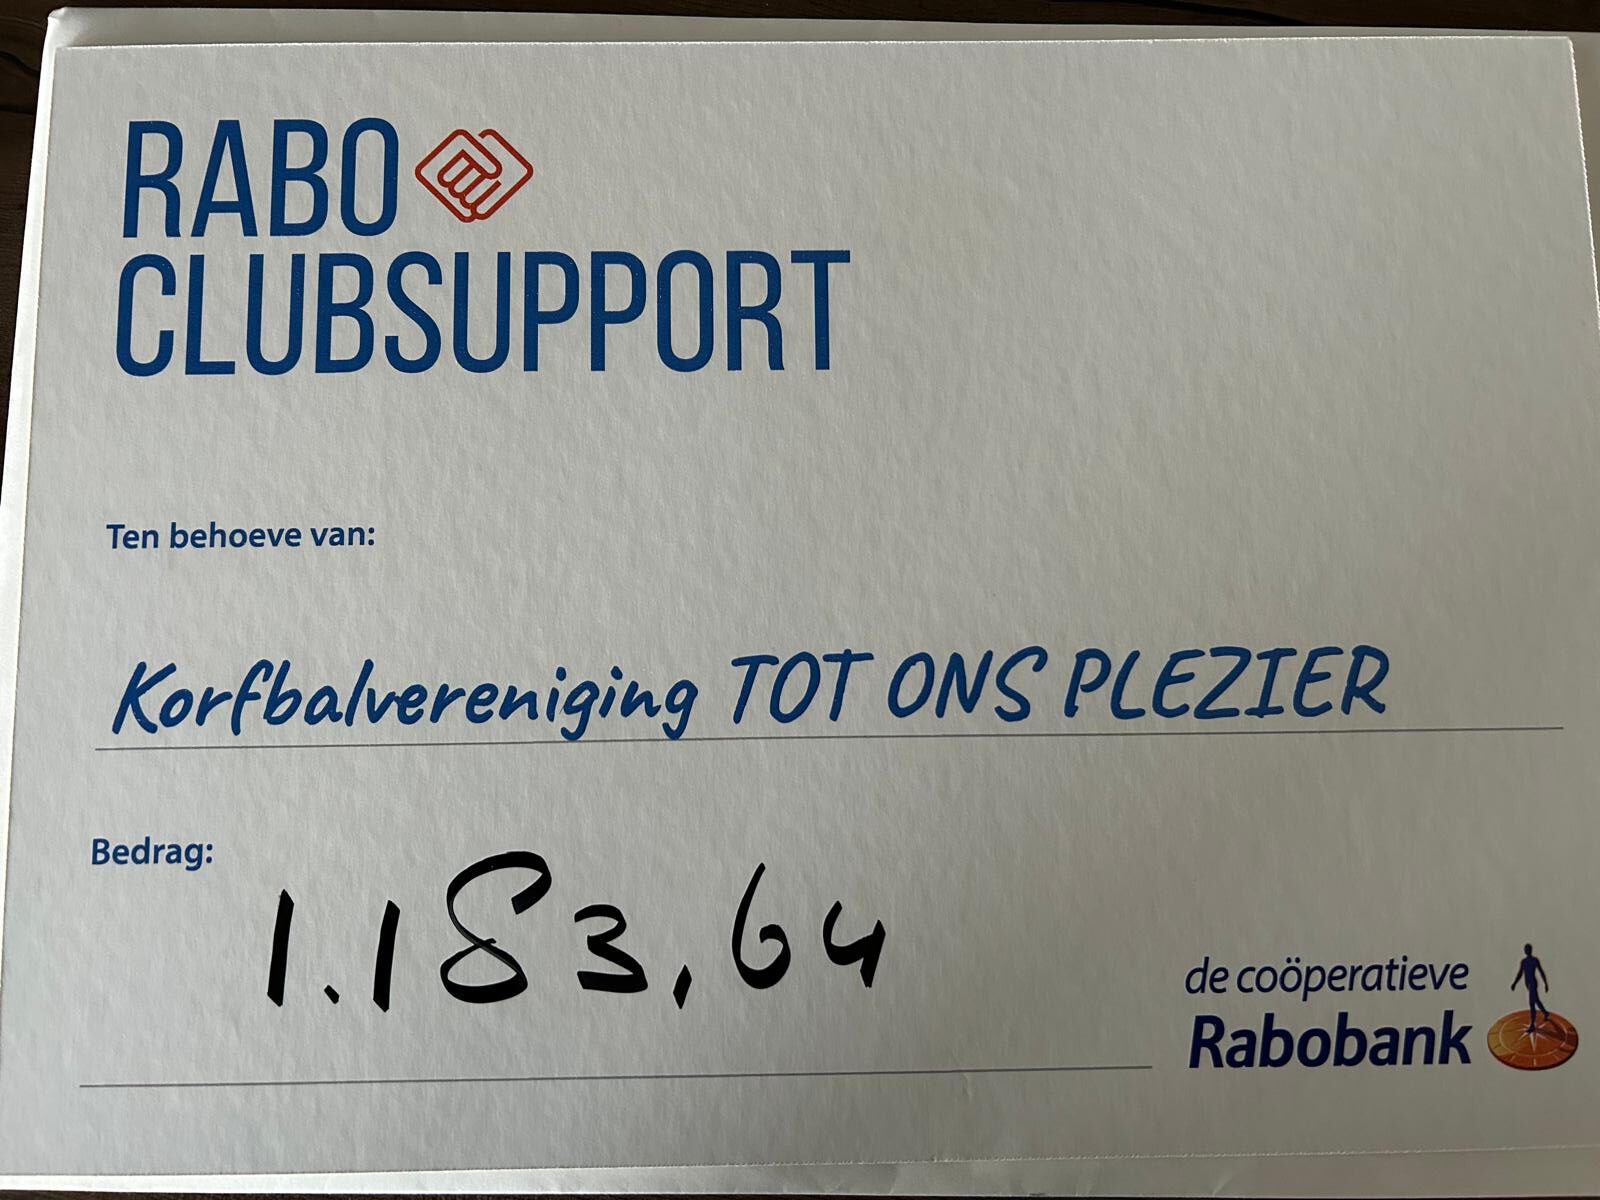 RABO
CLUBSUPPORT
Ten behoeve van:
Korfbalvereniging TOT ONS PLEZIER
Bedrag:
1.183,64
de coöperatieve
Rabobank